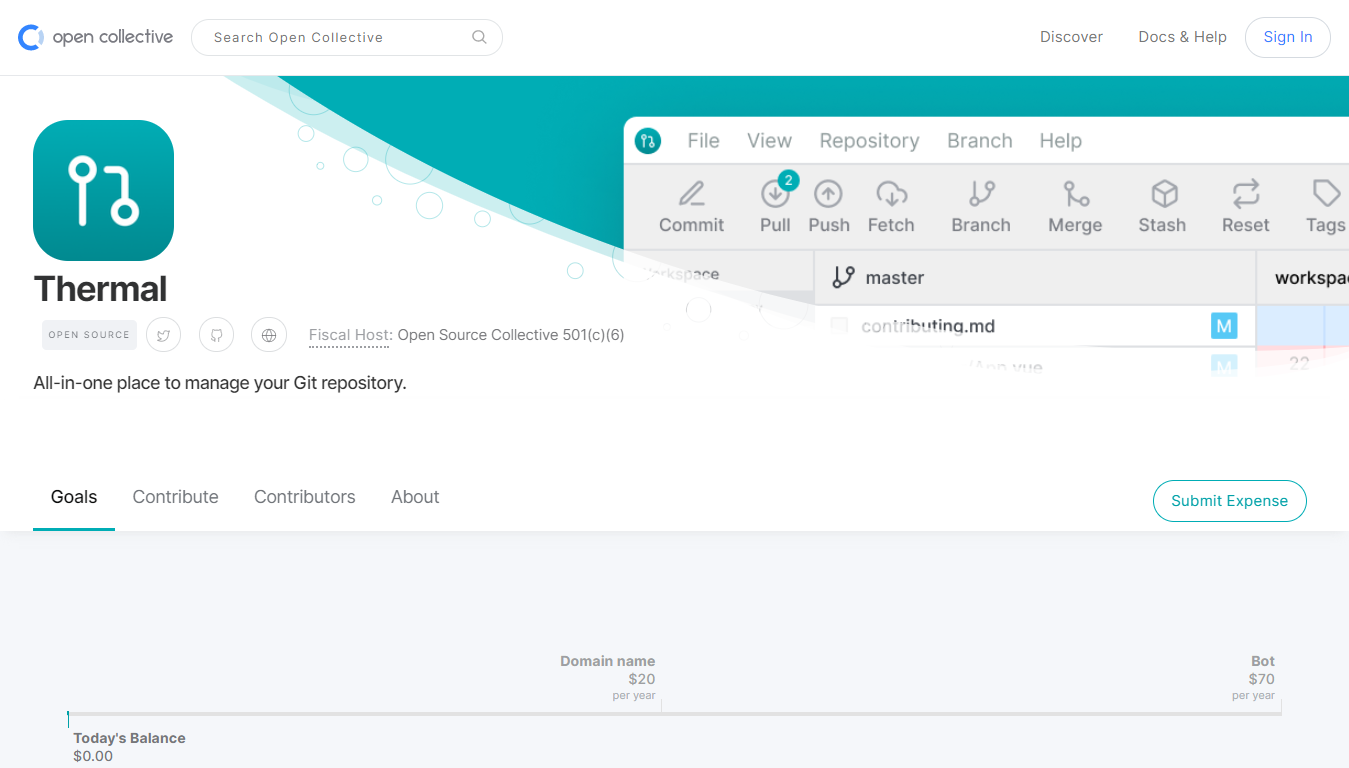 open collective
Search Open Collective
Discover
Docs & Help
Sign In
File View Repository Branch Help
2
Commit Pull Push Fetch Branch Merge Stash Reset Tags
workspace
master
workspac
contributing.md
M
App.vue
M
22
Thermal
OPEN SOURCE
Fiscal Host: Open Source Collective 501(c)(6)
All-in-one place to manage your Git repository.
Goals Contribute Contributors About
Submit Expense
Domain name
$20
per year
Bot
$70
per year
Today's Balance
$0.00